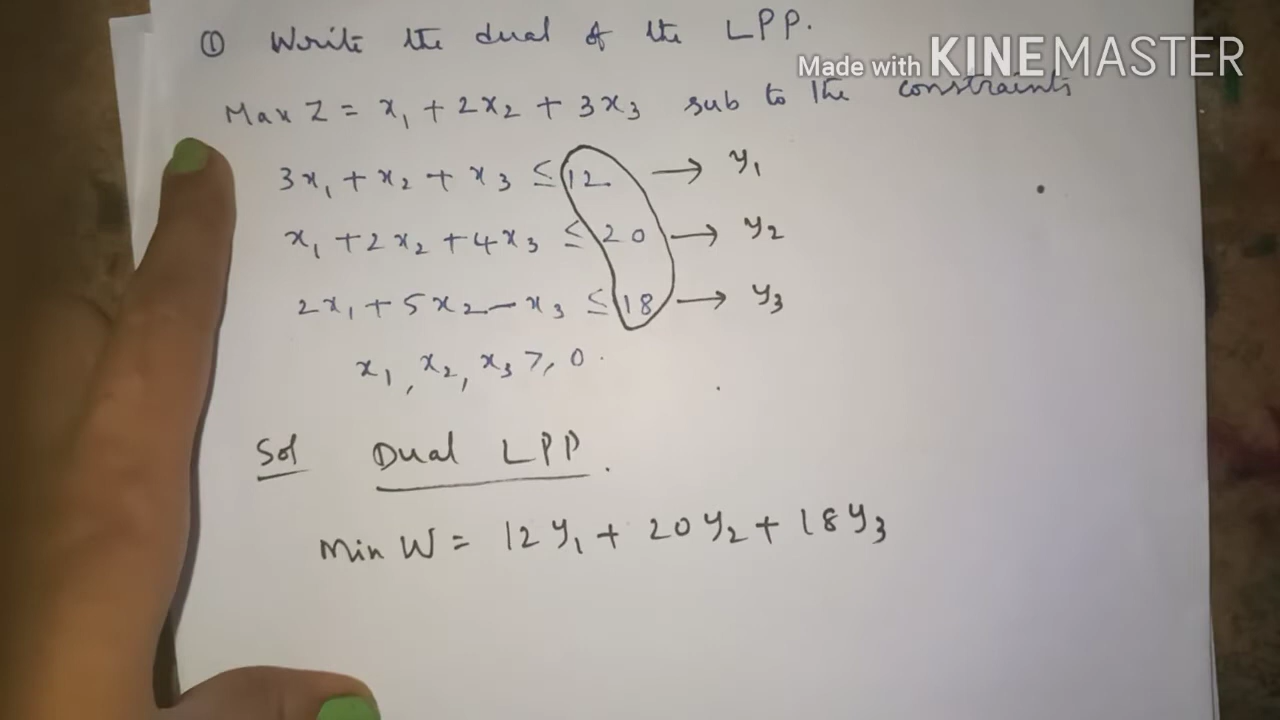 ① Write the dual of the LPP.
Made with KINEMASTER
Max Z = x₁ + 2x₂ + 3x₃ sub to the constraints
3x₁ + x₂ + x₃ ≤ 12 → y₁
x₁ + 2x₂ + 4x₃ ≤ 20 → y₂
2x₁ + 5x₂ - x₃ ≤ 18 → y₃
x₁, x₂, x₃ ≥ 0.
Sol Dual LPP.
Min W = 12y₁ + 20y₂ + 18y₃